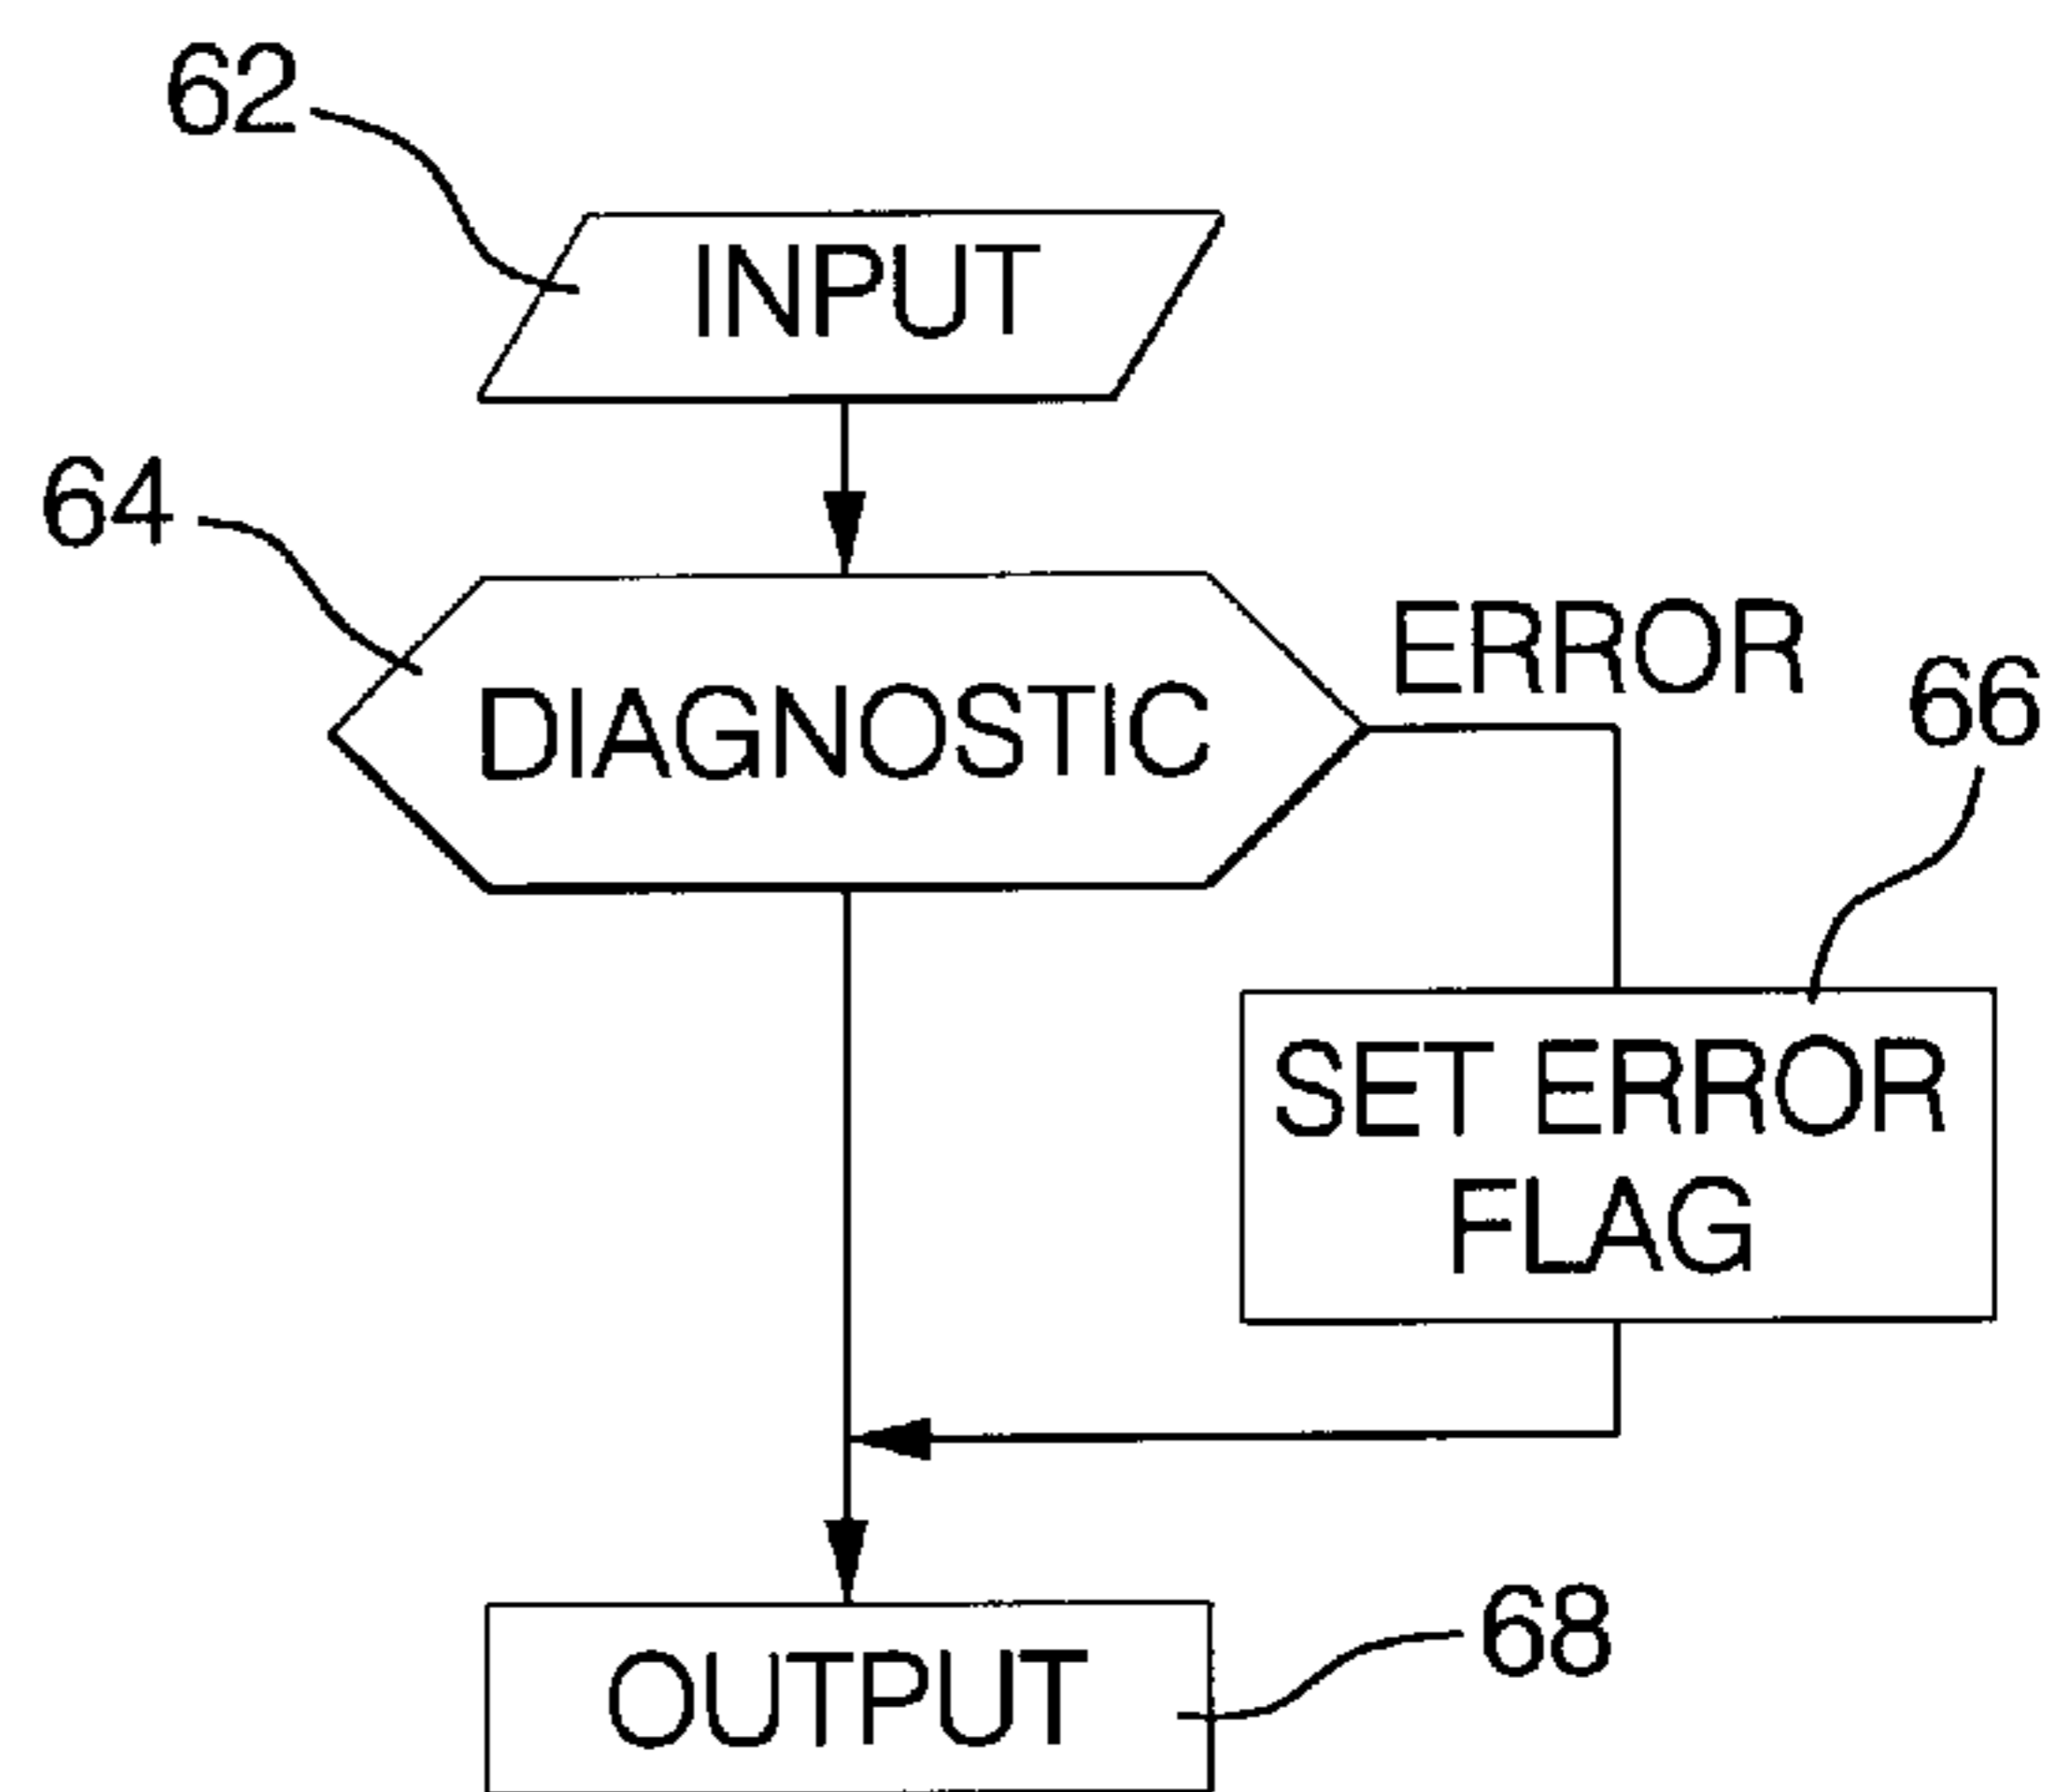 62
INPUT
64
DIAGNOSTIC
ERROR
66
SET ERROR
FLAG
OUTPUT
68